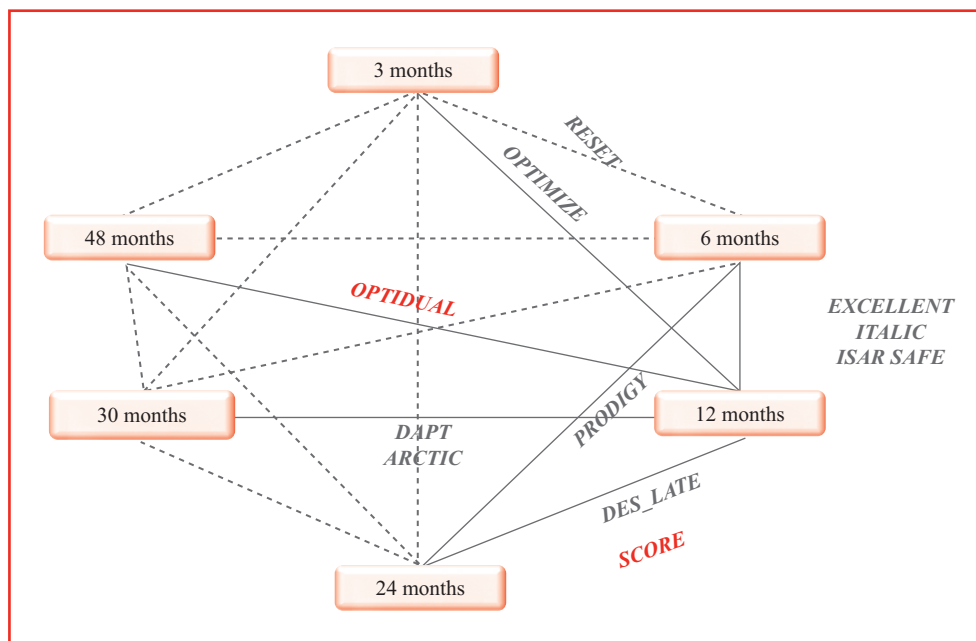 3 months
RESET
OPTIMIZE
48 months
6 months
OPTIDUAL
EXCELLENT
ITALIC
ISAR SAFE
30 months
PRODIGY
12 months
DAPT
ARCTIC
DES_LATE
SCORE
24 months